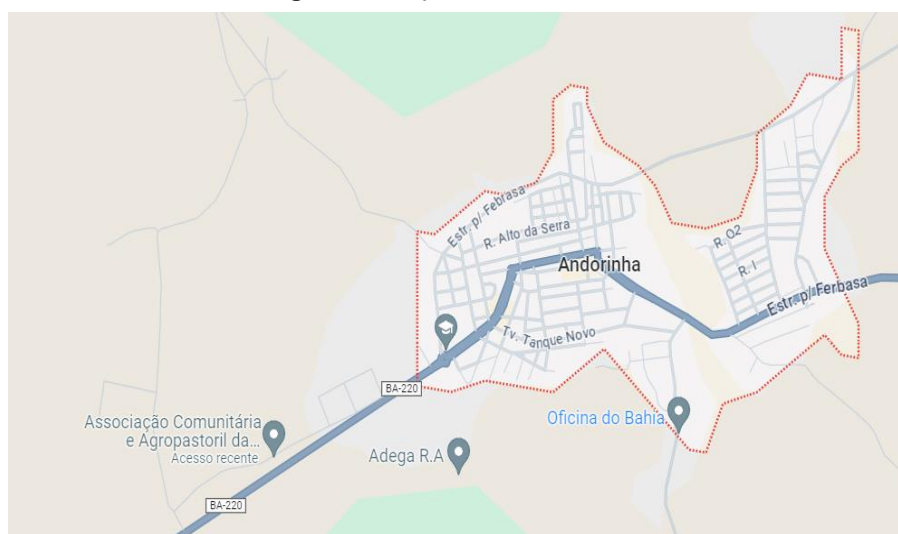 Estr. p/ Febrasa
R. Alto da Serra
Andorinha
R. Q2
R. I
Estr. p/ Ferbasa
Tv. Tanque Novo
BA-220
Associação Comunitária
e Agropastoril da...
Acesso recente
Adega R.A
Oficina do Bahia
BA-220